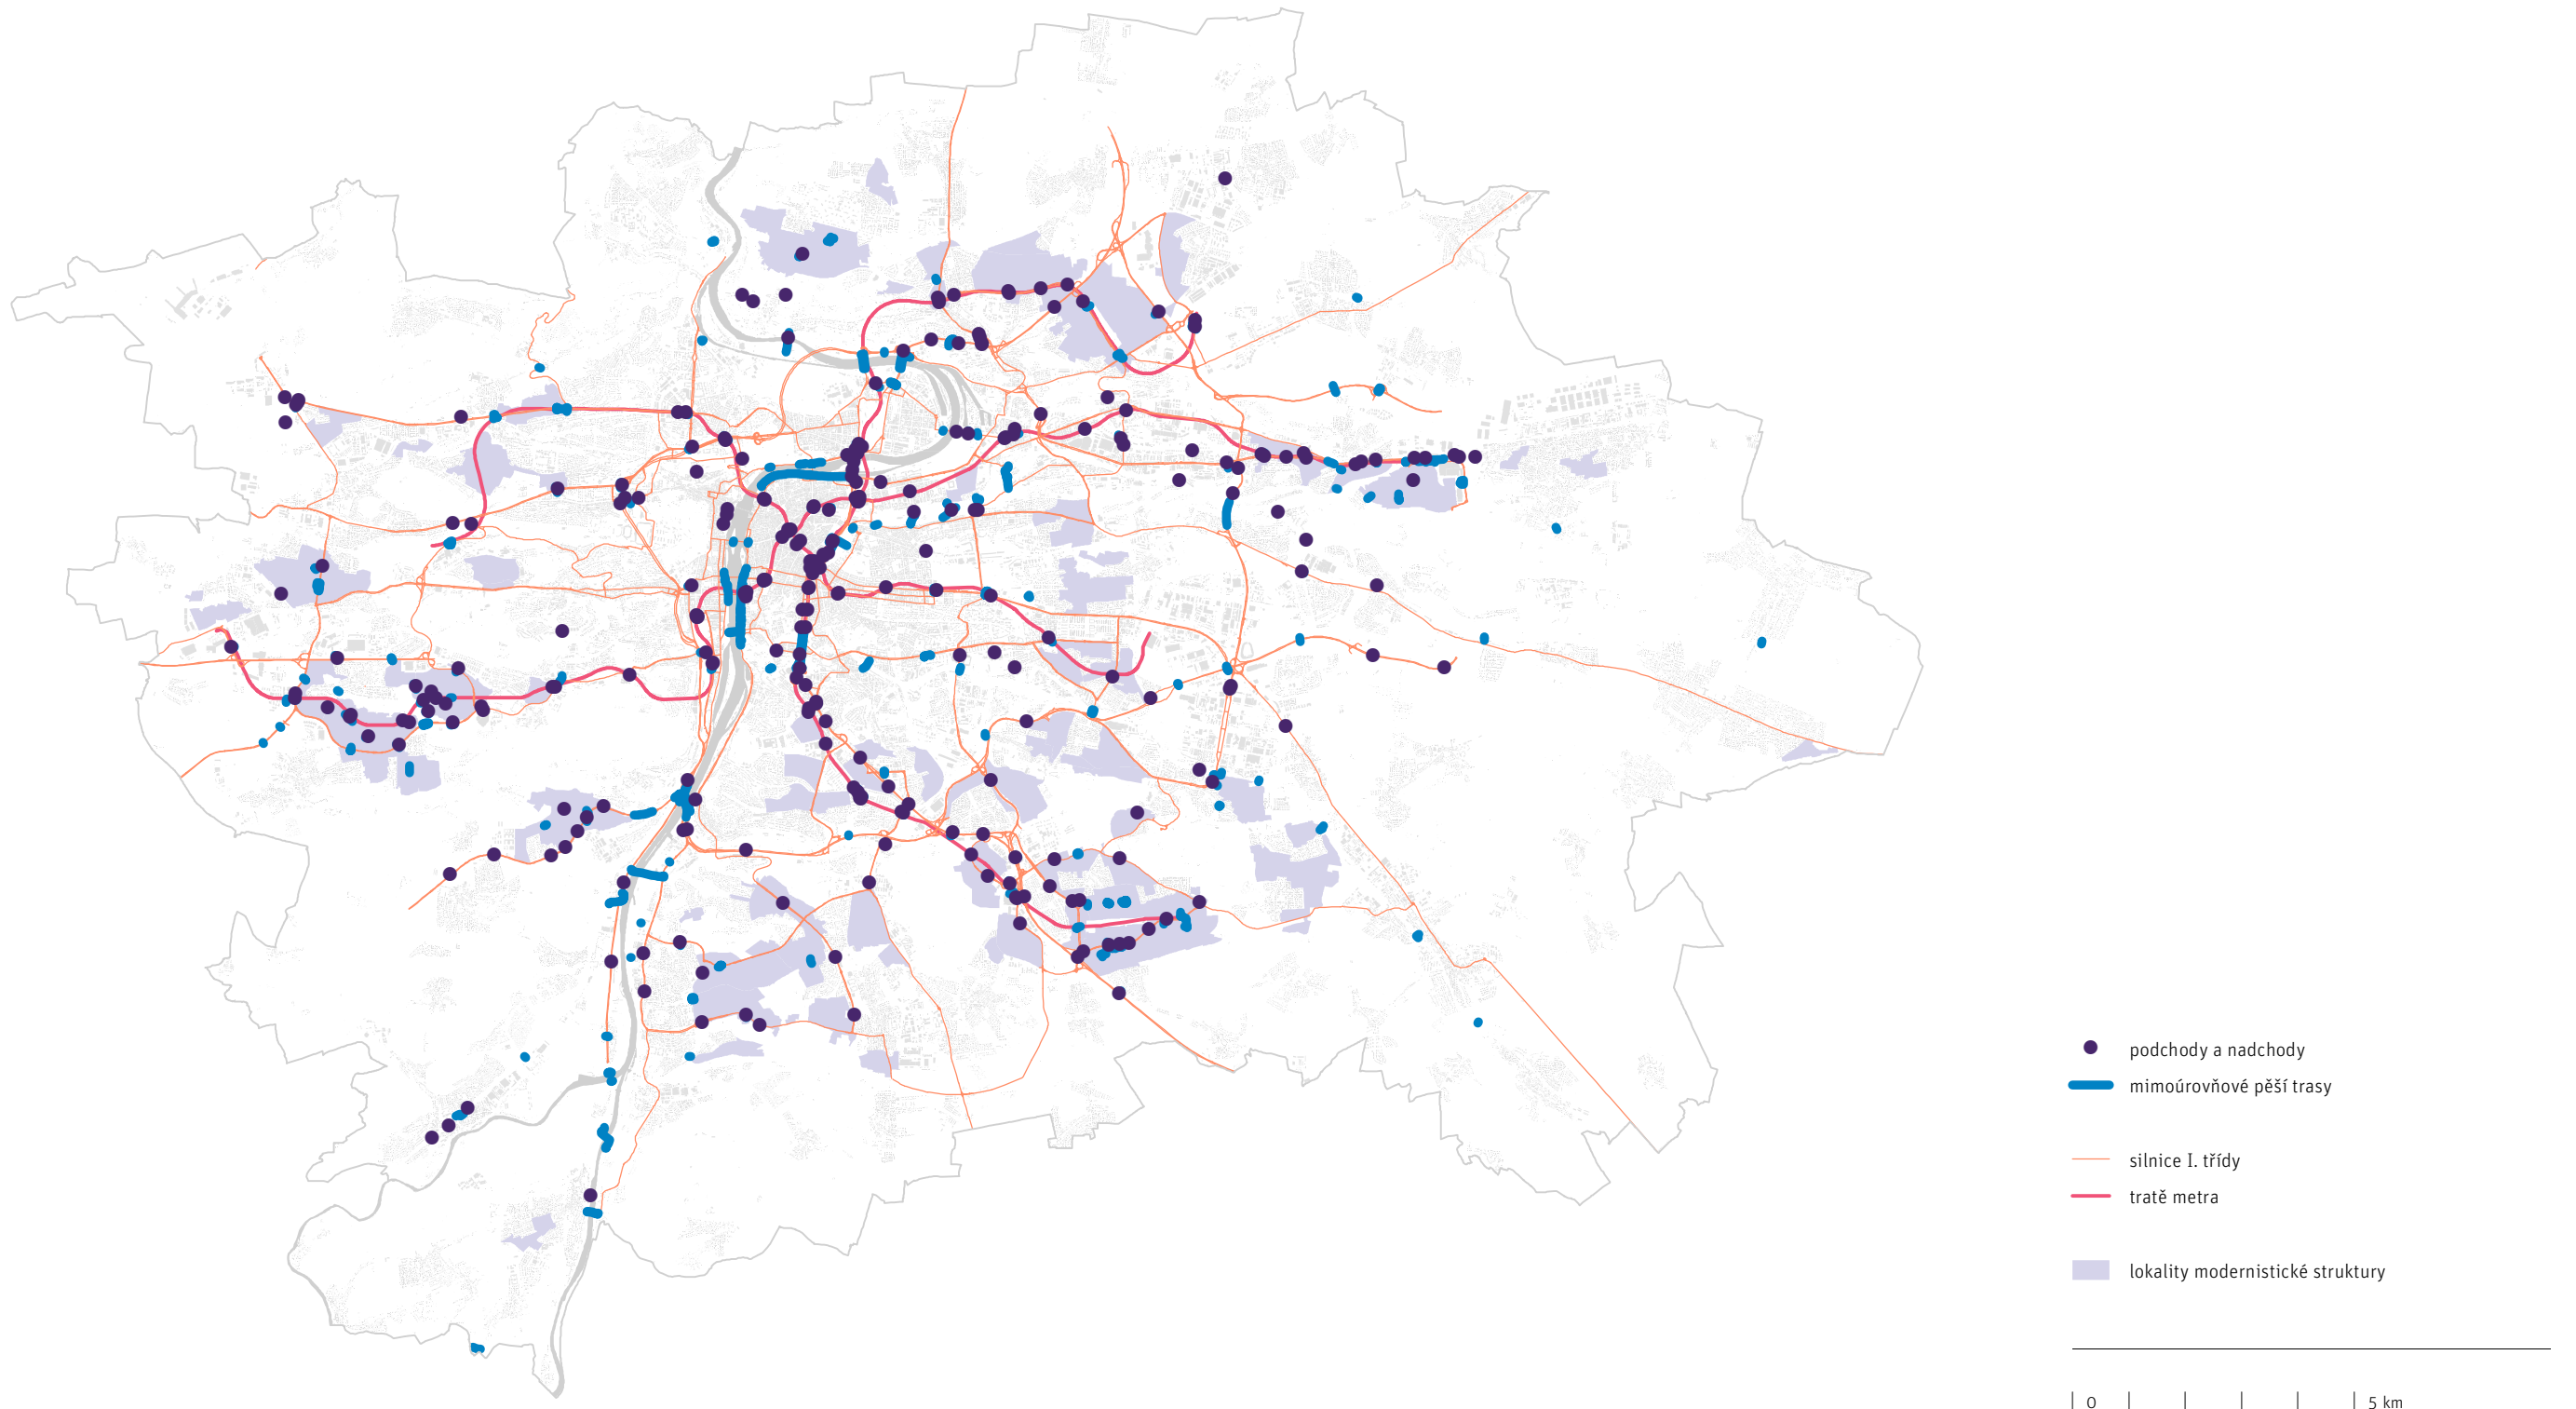 podchody a nadchody
mimoúrovňové pěší trasy
silnice I. třídy
tratě metra
lokality modernistické struktury
0 5 km